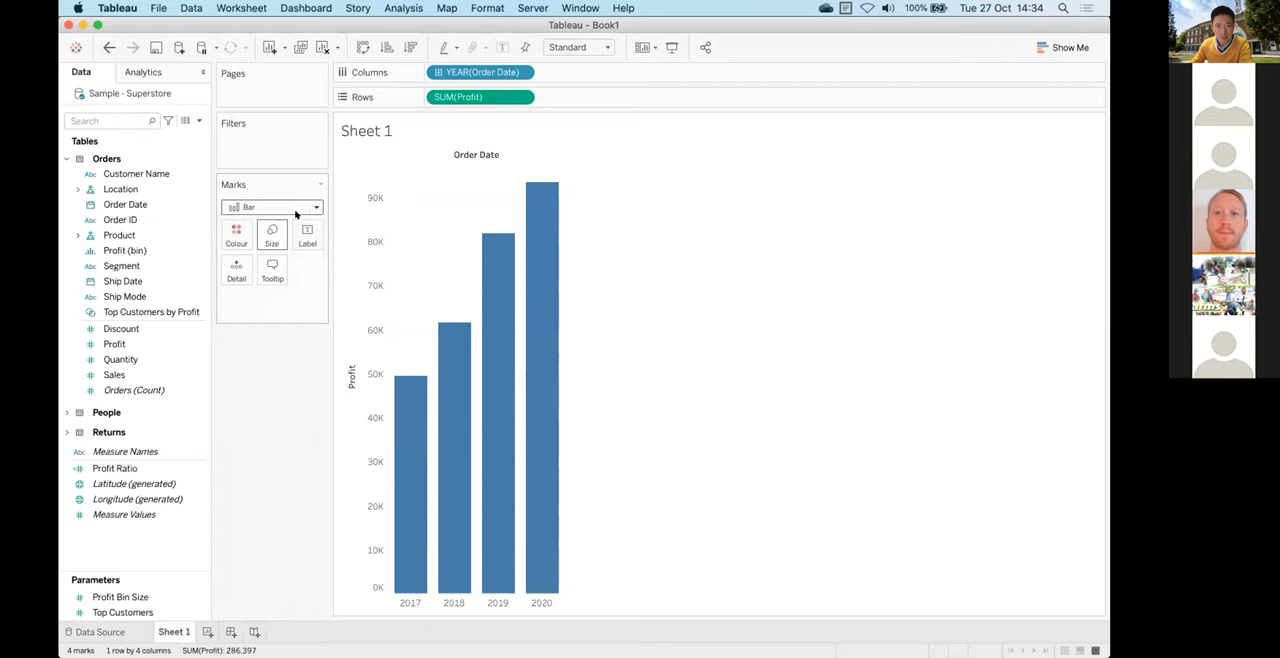 Tableau File Data Worksheet Dashboard Story Analysis Map Format Server Window Help 100% Tue 27 Oct 14:34
Tableau - Book1
Standard Show Me
Data Analytics Pages Columns YEAR(Order Date)
Sample - Superstore Rows SUM(Profit)
Search Filters
Tables Sheet 1
Orders Order Date
Customer Name
Location Marks
Order Date Bar
Order ID
Product Colour Size Label
Profit (bin)
Segment
Ship Date Detail Tooltip
Ship Mode
Top Customers by Profit
Discount
Profit
Quantity
Sales
Orders (Count)
People
Returns
Measure Names
Profit Ratio
Latitude (generated)
Longitude (generated)
Measure Values
Parameters
Profit Bin Size
Top Customers
Profit
90K
80K
70K
60K
50K
40K
30K
20K
10K
0K
2017 2018 2019 2020
Data Source Sheet 1
4 marks 1 row by 4 columns SUM(Profit): 286.397